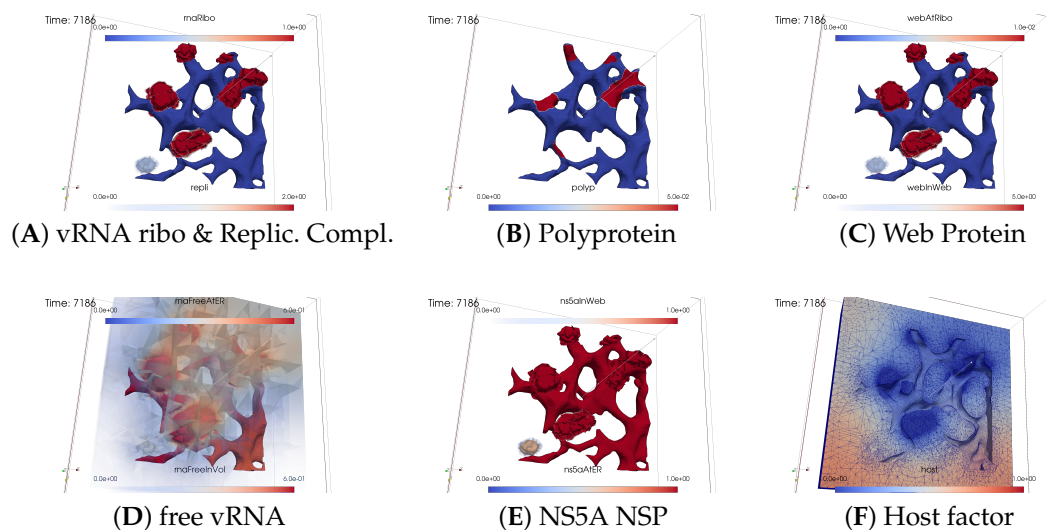 Time: 7186
rnaRibo
0.0e+00 1.0e+00
repli
0.0e+00 2.0e+00
(A) vRNA ribo & Replic. Compl.
Time: 7186
polyp
0.0e+00 5.0e-02
(B) Polyprotein
Time: 7186
webAtRibo
0.0e+00 1.0e-02
webInWeb
0.0e+00 5.0e+00
(C) Web Protein
Time: 7186
rnaFreeAtER
0.0e+00 6.0e-01
rnaFreeInVol
0.0e+00 6.0e-01
(D) free vRNA
Time: 7186
ns5aInWeb
0.0e+00 1.0e+00
ns5aAtER
0.0e+00 1.0e+00
(E) NS5A NSP
Time: 7186
host
0.0e+00 1.0e+00
(F) Host factor